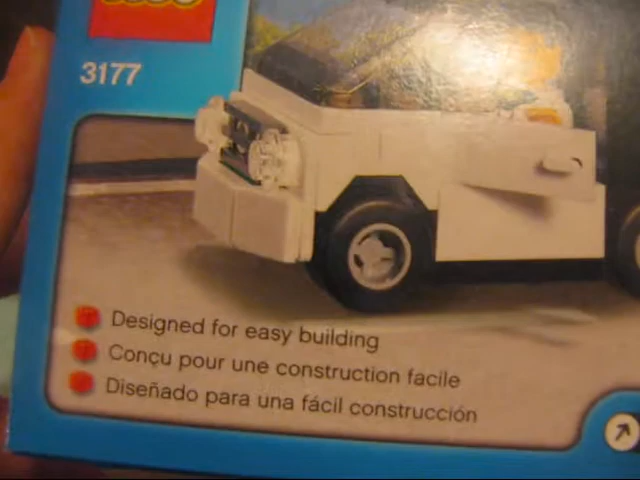 3177
Designed for easy building
Conçu pour une construction facile
Diseñado para una fácil construcción